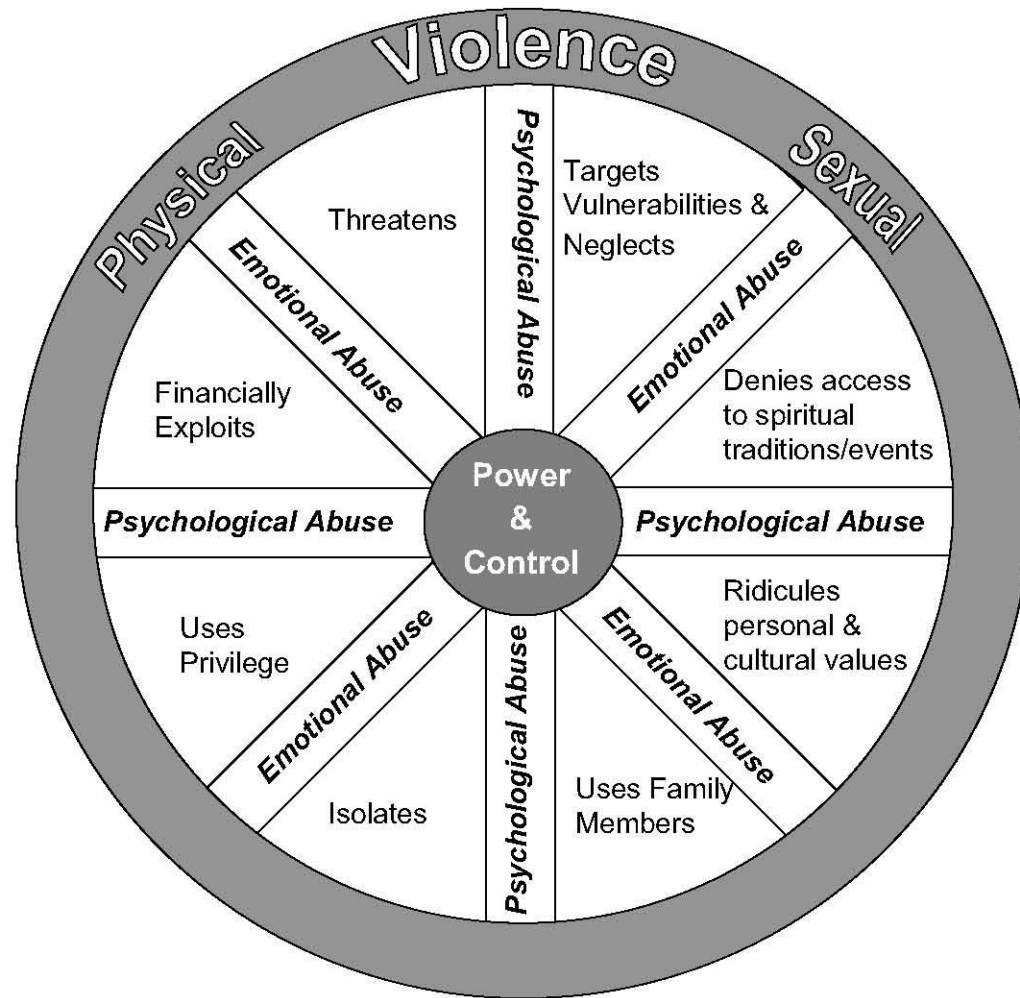 Violence
Physical
Sexual
Psychological Abuse
Threatens
Targets
Vulnerabilities &
Neglects
Emotional Abuse
Emotional Abuse
Financially
Exploits
Denies access
to spiritual
traditions/events
Power
&
Control
Psychological Abuse
Psychological Abuse
Uses
Privilege
Ridicules
personal &
cultural values
Emotional Abuse
Emotional Abuse
Psychological Abuse
Isolates
Uses Family
Members